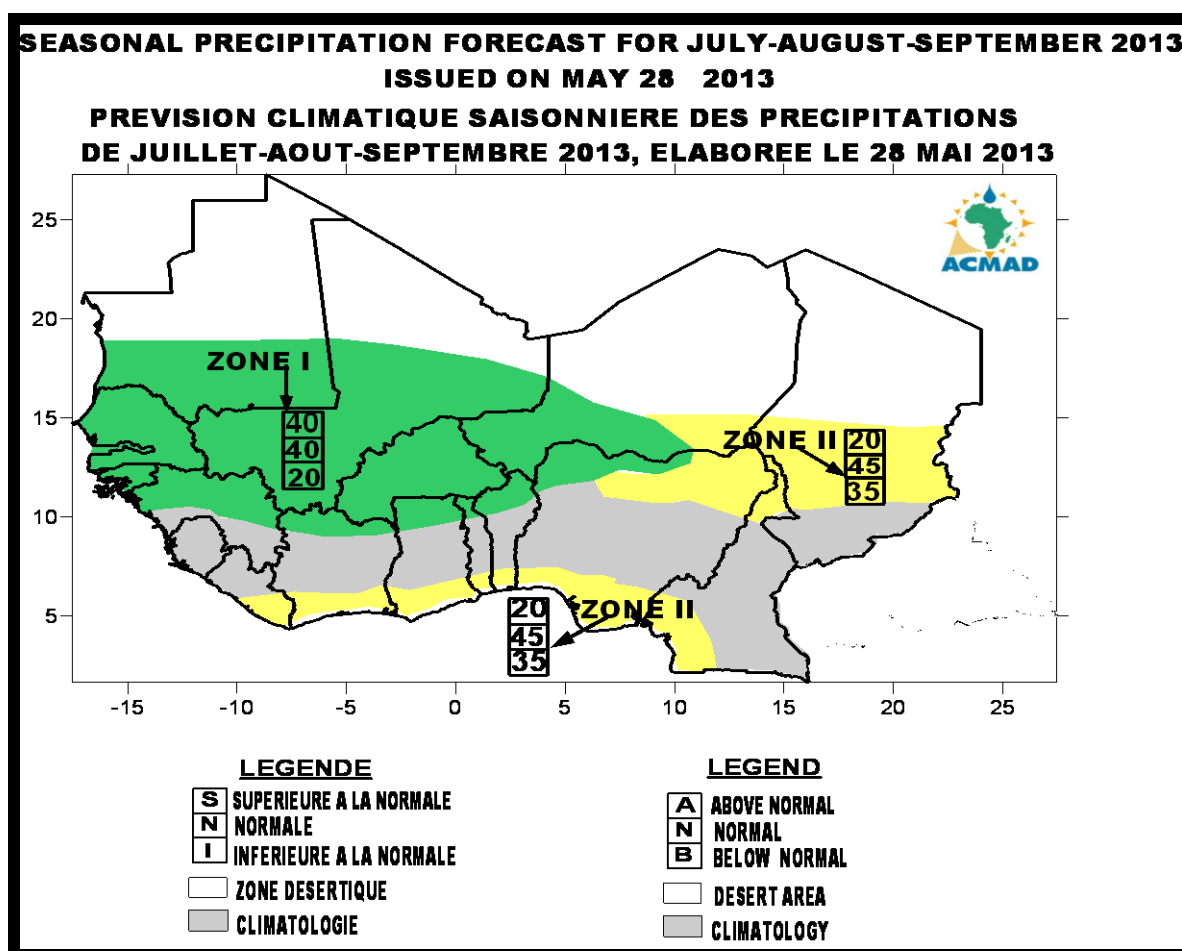 SEASONAL PRECIPITATION FORECAST FOR JULY-AUGUST-SEPTEMBER 2013
ISSUED ON MAY 28 2013
PREVISION CLIMATIQUE SAISONNIERE DES PRECIPITATIONS
DE JUILLET-AOUT-SEPTEMBRE 2013, ELABOREE LE 28 MAI 2013
ACMAD
25
20
15
10
5
ZONE I
40
40
20
ZONE II
20
45
35
ZONE II
20
45
35
-15 -10 -5 0 5 10 15 20 25
LEGENDE
S SUPERIEURE A LA NORMALE
N NORMALE
I INFERIEURE A LA NORMALE
ZONE DESERTIQUE
CLIMATOLOGIE
LEGEND
A ABOVE NORMAL
N NORMAL
B BELOW NORMAL
DESERT AREA
CLIMATOLOGY